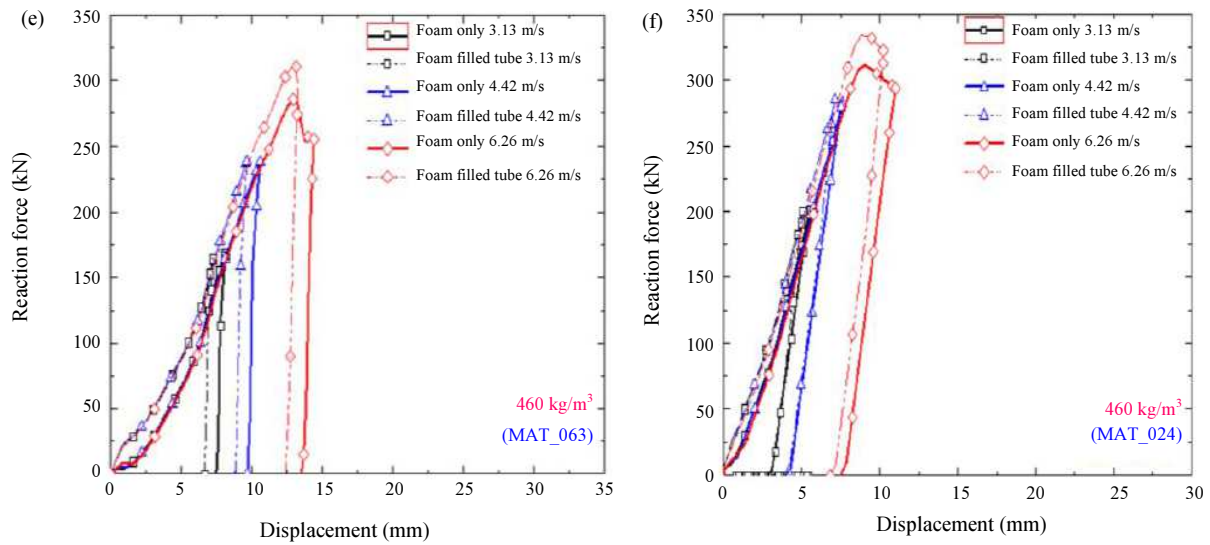 (e)
Foam only 3.13 m/s
Foam filled tube 3.13 m/s
Foam only 4.42 m/s
Foam filled tube 4.42 m/s
Foam only 6.26 m/s
Foam filled tube 6.26 m/s
350
300
250
200
150
100
50
0
Reaction force (kN)
460 kg/m³
(MAT_063)
0 5 10 15 20 25 30 35
Displacement (mm)
(f)
Foam only 3.13 m/s
Foam filled tube 3.13 m/s
Foam only 4.42 m/s
Foam filled tube 4.42 m/s
Foam only 6.26 m/s
Foam filled tube 6.26 m/s
350
300
250
200
150
100
50
0
Reaction force (kN)
460 kg/m³
(MAT_024)
0 5 10 15 20 25 30
Displacement (mm)